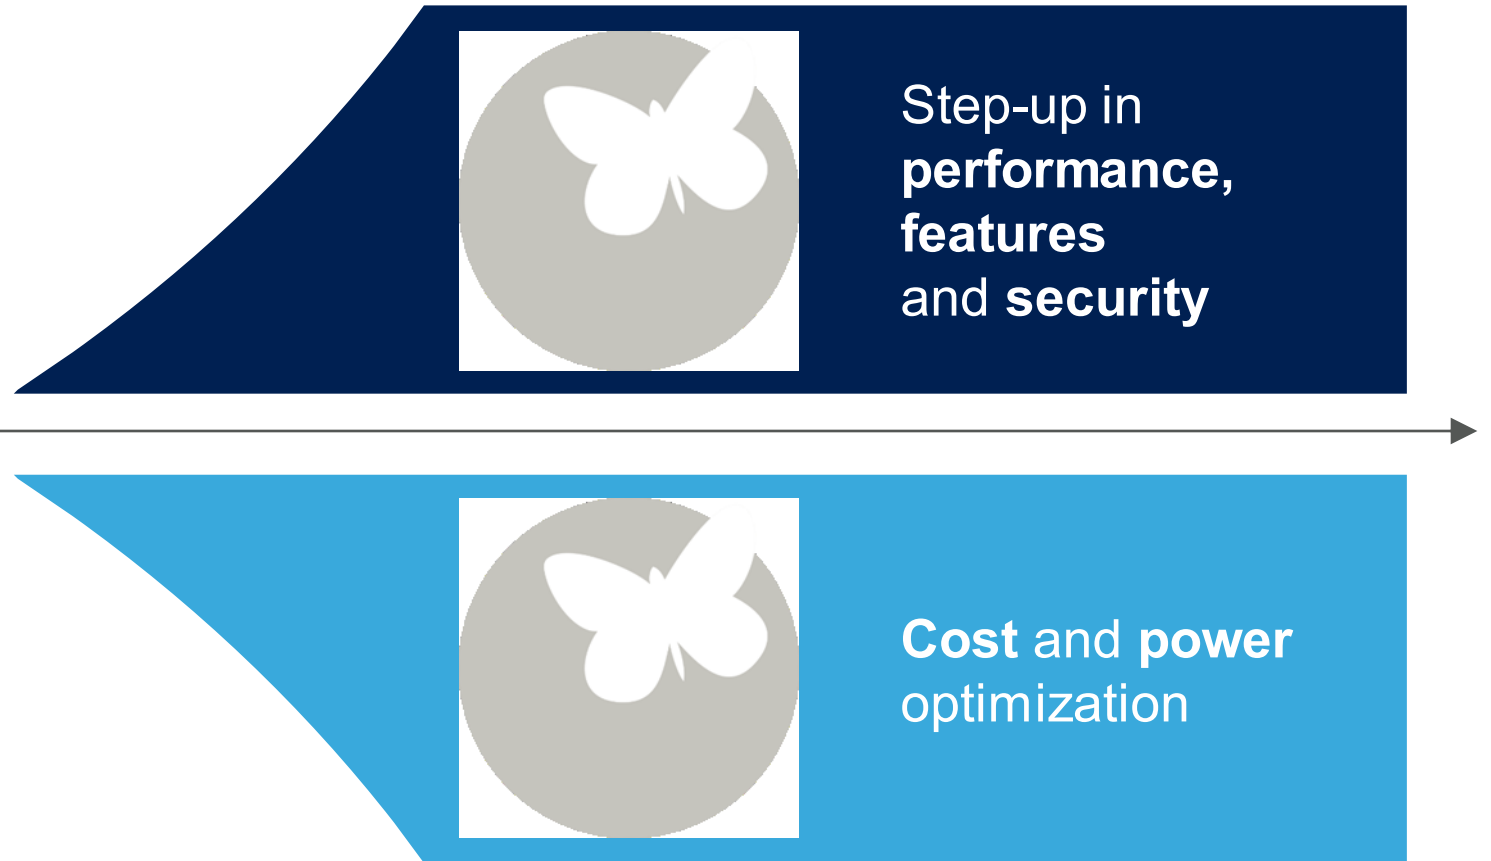 Step-up in
performance,
features
and security
Cost and power
optimization